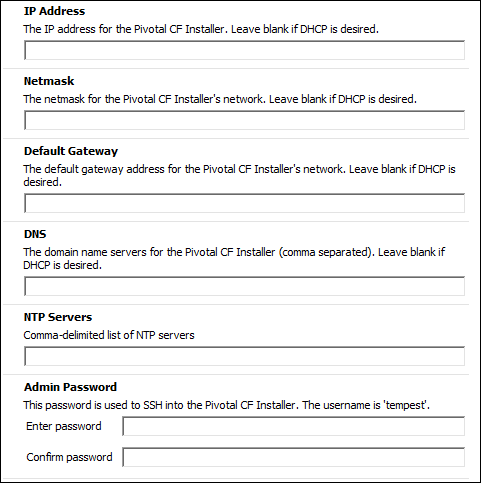 IP Address
The IP address for the Pivotal CF Installer. Leave blank if DHCP is desired.
Netmask
The netmask for the Pivotal CF Installer's network. Leave blank if DHCP is desired.
Default Gateway
The default gateway address for the Pivotal CF Installer's network. Leave blank if DHCP is
desired.
DNS
The domain name servers for the Pivotal CF Installer (comma separated). Leave blank if
DHCP is desired.
NTP Servers
Comma-delimited list of NTP servers
Admin Password
This password is used to SSH into the Pivotal CF Installer. The username is 'tempest'.
Enter password
Confirm password